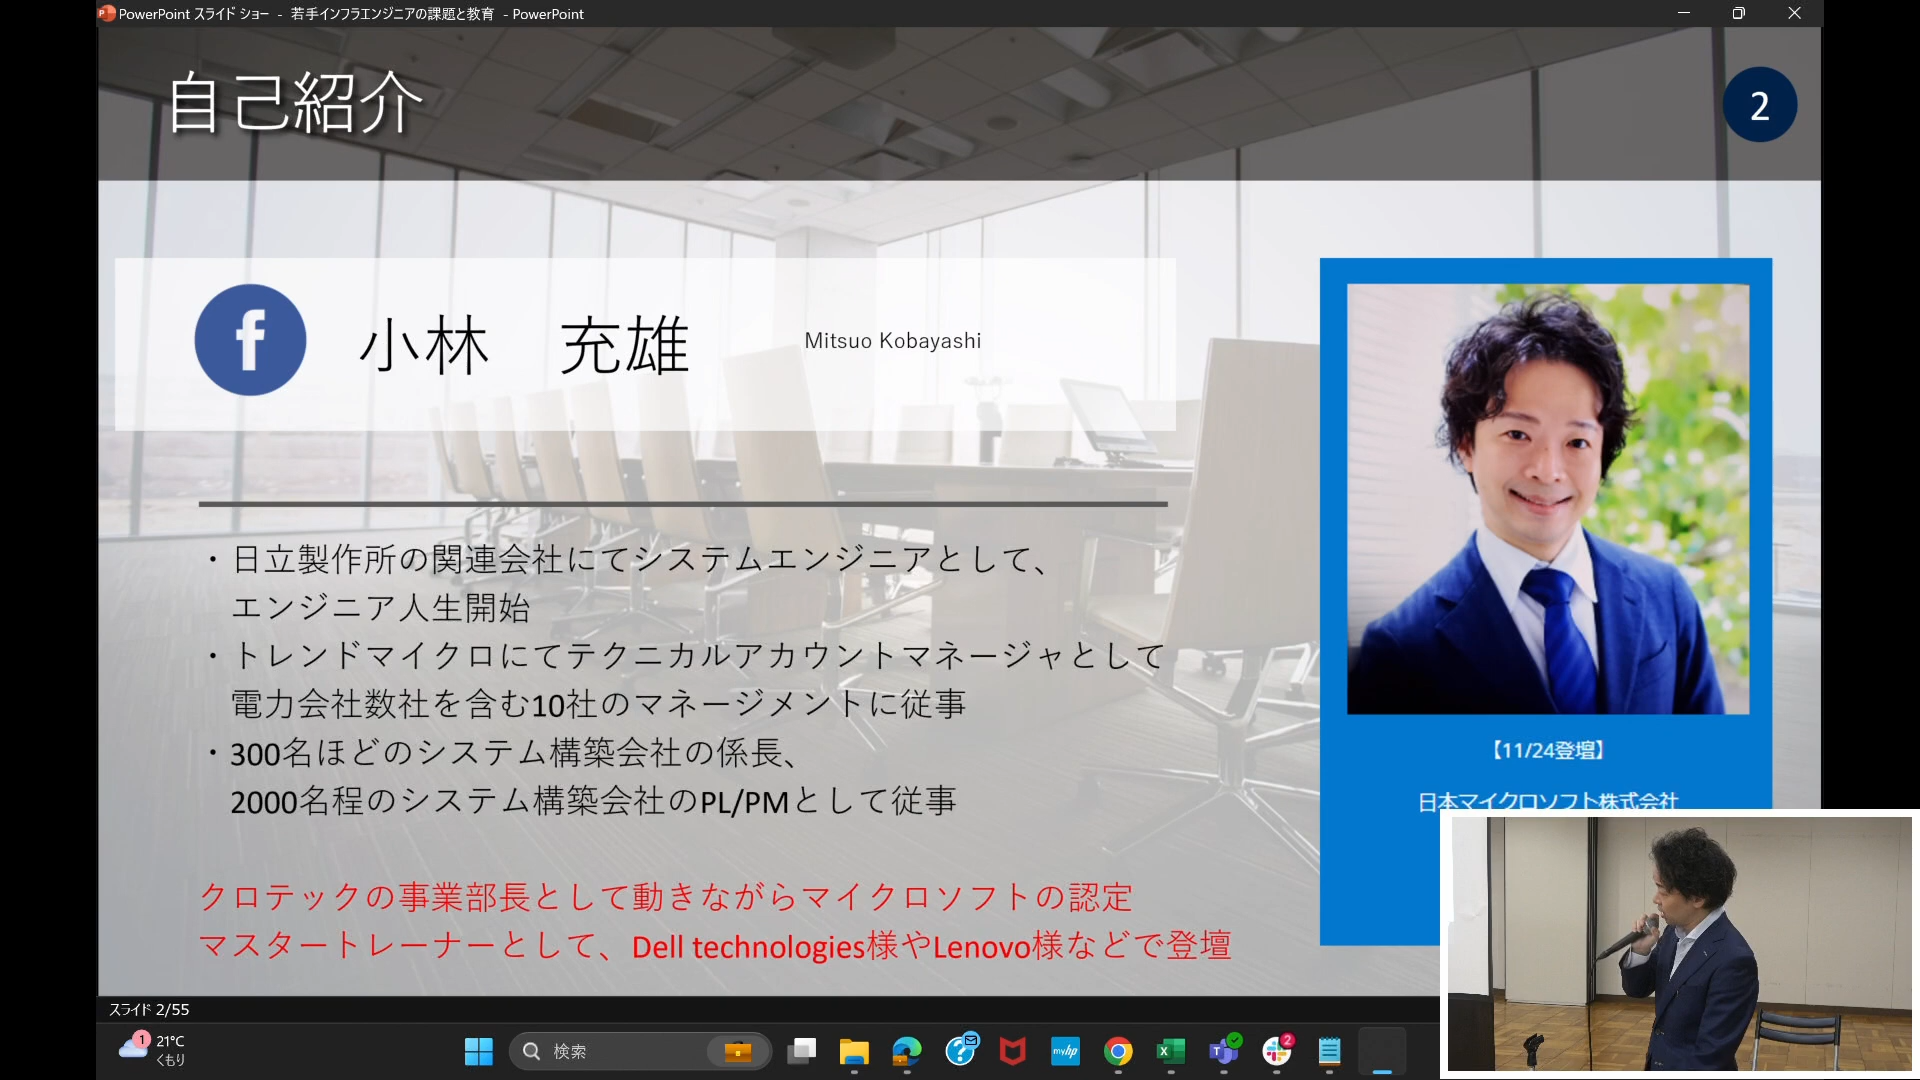 PowerPoint スライド ショー - 若手インフラエンジニアの課題と教育 - PowerPoint
自己紹介
2
f
小林　充雄
Mitsuo Kobayashi
・日立製作所の関連会社にてシステムエンジニアとして、
エンジニア人生開始
・トレンドマイクロにてテクニカルアカウントマネージャとして
電力会社数社を含む10社のマネージメントに従事
・300名ほどのシステム構築会社の係長、
2000名程のシステム構築会社のPL/PMとして従事
クロテックの事業部長として動きながらマイクロソフトの認定
マスタートレーナーとして、Dell technologies様やLenovo様などで登壇
【11/24登壇】
日本マイクロソフト株式会社
スライド 2/55
1
21°C
くもり
検索
myhp
2